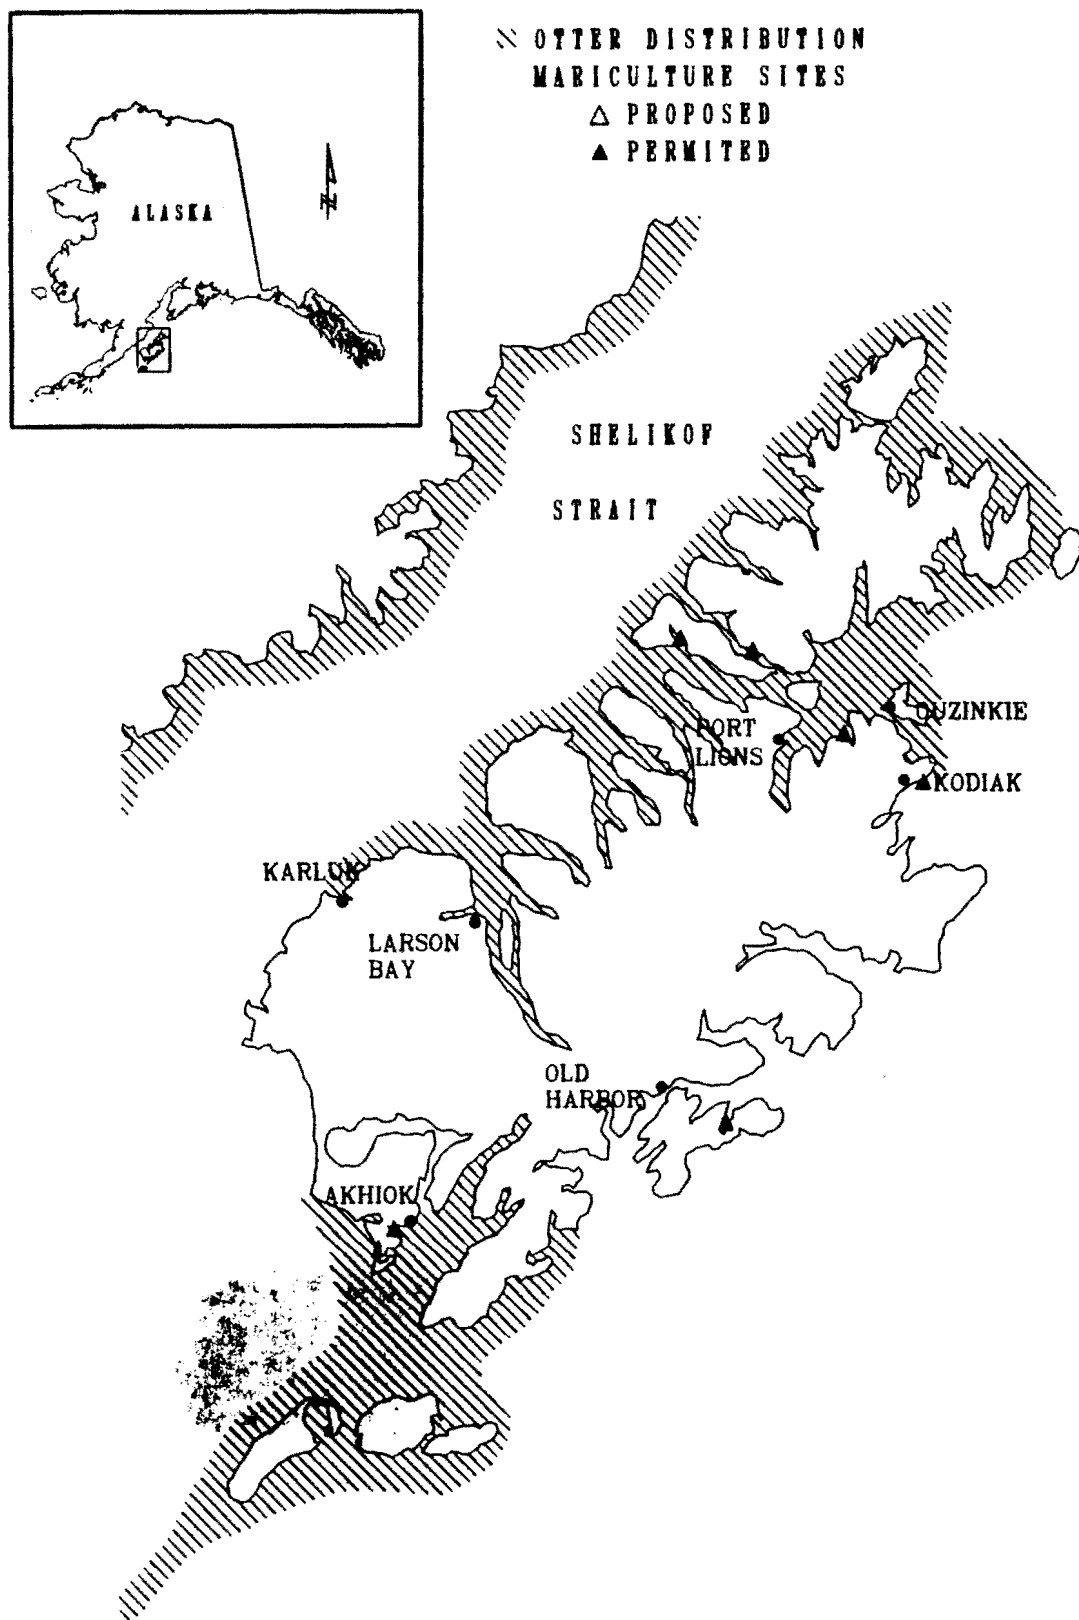 OTTER DISTRIBUTION
MARICULTURE SITES
PROPOSED
PERMITED
ALASKA
N
SHELIKOF
STRAIT
OUZINKIE
PORT
LIONS
KODIAK
KARLUK
LARSON
BAY
OLD
HARBOR
AKHIOK